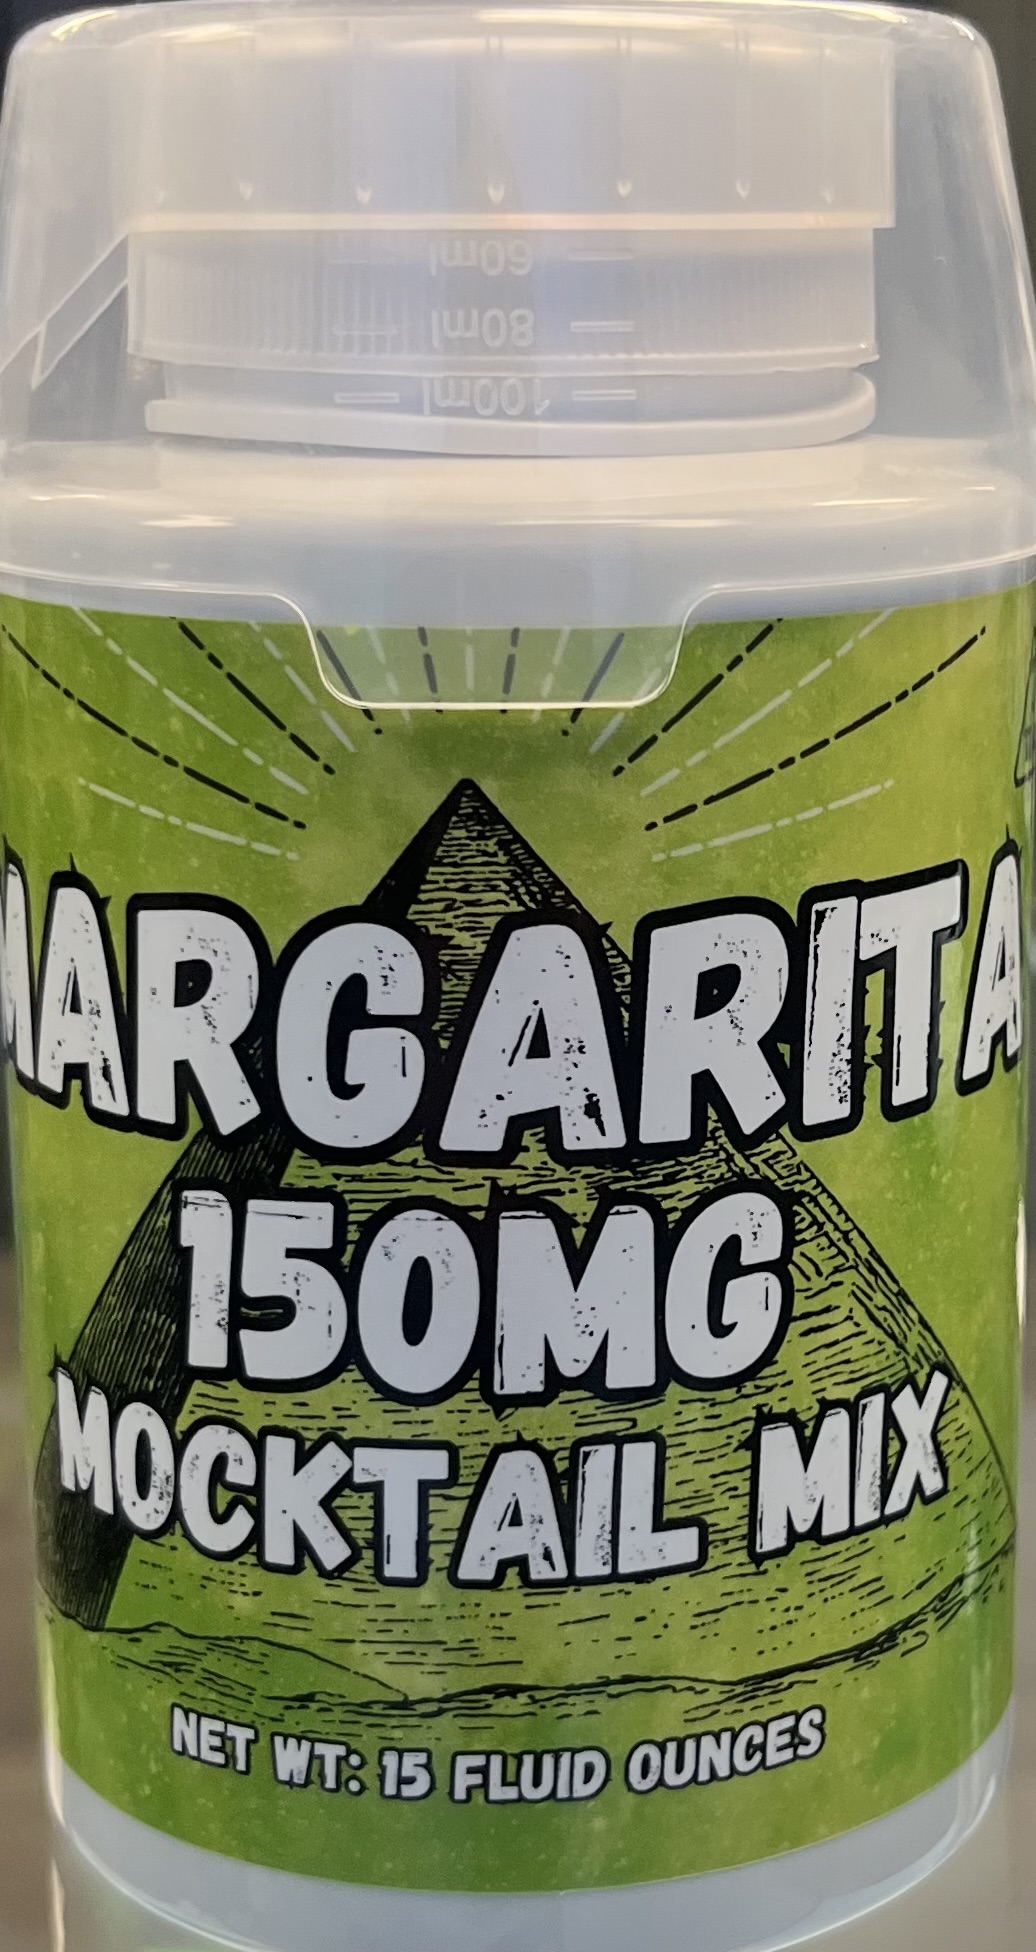 60ml
80ml
100ml
MARGARITA
150MG
MOCKTAIL MIX
NET WT: 15 FLUID OUNCES